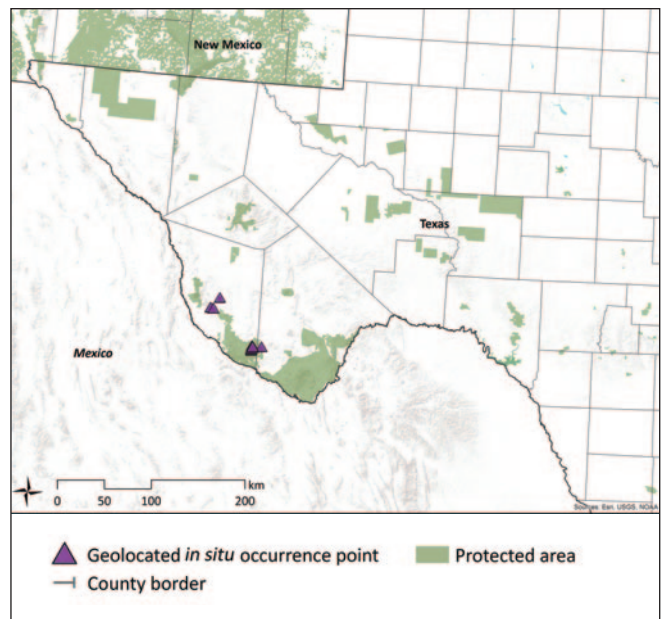 New Mexico
Texas
Mexico
km
0 50 100 200
Sources: Esri, USGS, NOAA
Geolocated in situ occurrence point
Protected area
County border